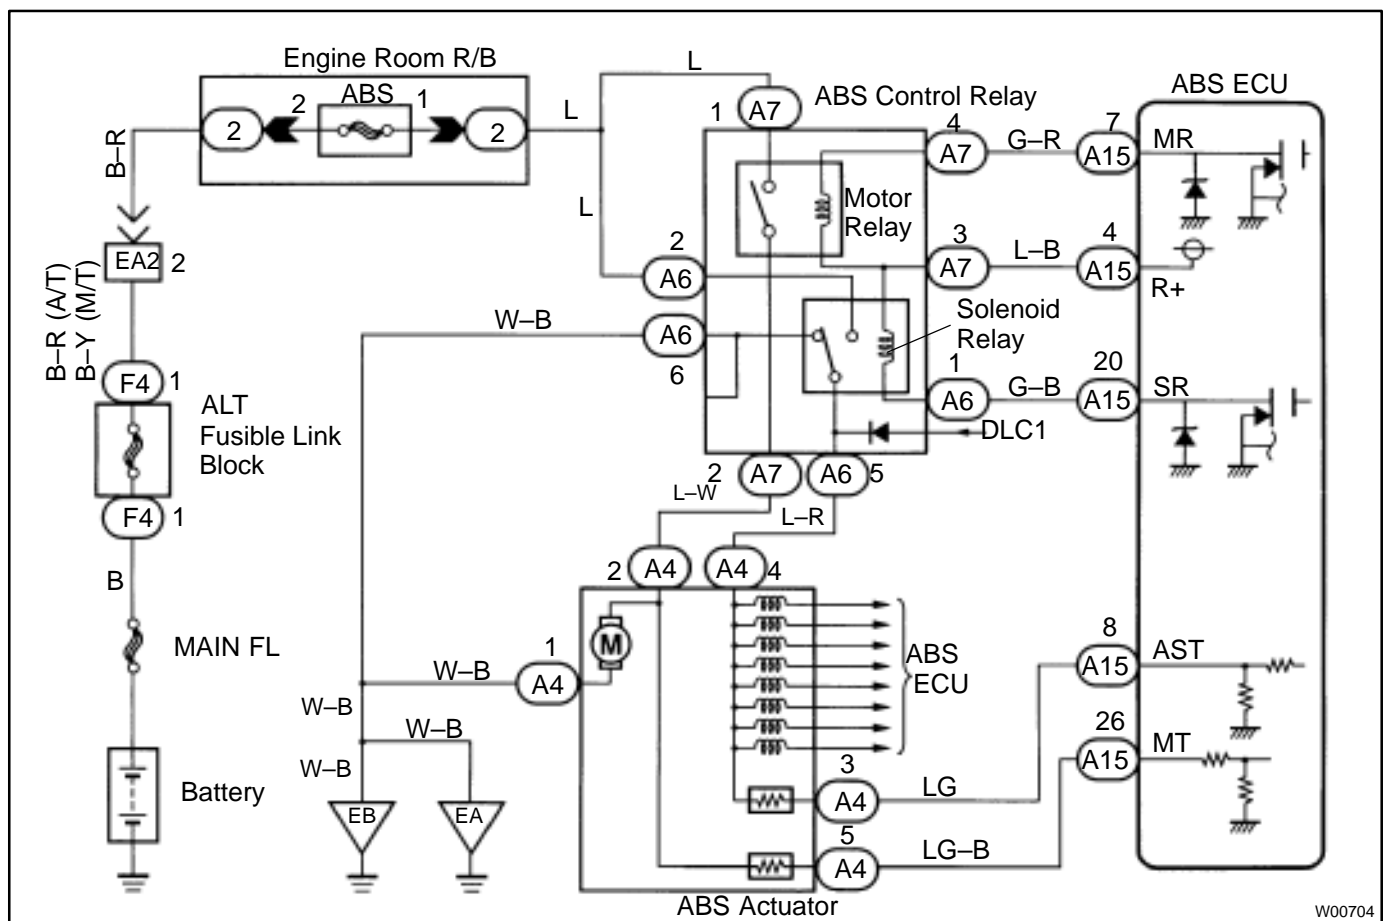 Engine Room R/B
ABS
2
1
2
2
L
L
L
B–R
EA2
2
B–R (A/T)
B–Y (M/T)
F4
1
ALT
Fusible Link
Block
F4
1
B
MAIN FL
Battery
1
A7
ABS Control Relay
4
A7
G–R
7
A15
MR
ABS ECU
Motor
Relay
3
A7
L–B
4
A15
R+
2
A6
W–B
A6
6
Solenoid
Relay
1
A6
G–B
20
A15
SR
DLC1
2
A7
A6
5
L–W
L–R
2
A4
A4
4
M
ABS
ECU
1
A4
W–B
W–B
W–B
W–B
EB
EA
8
A15
AST
26
A15
MT
3
A4
LG
5
A4
LG–B
ABS Actuator
W00704